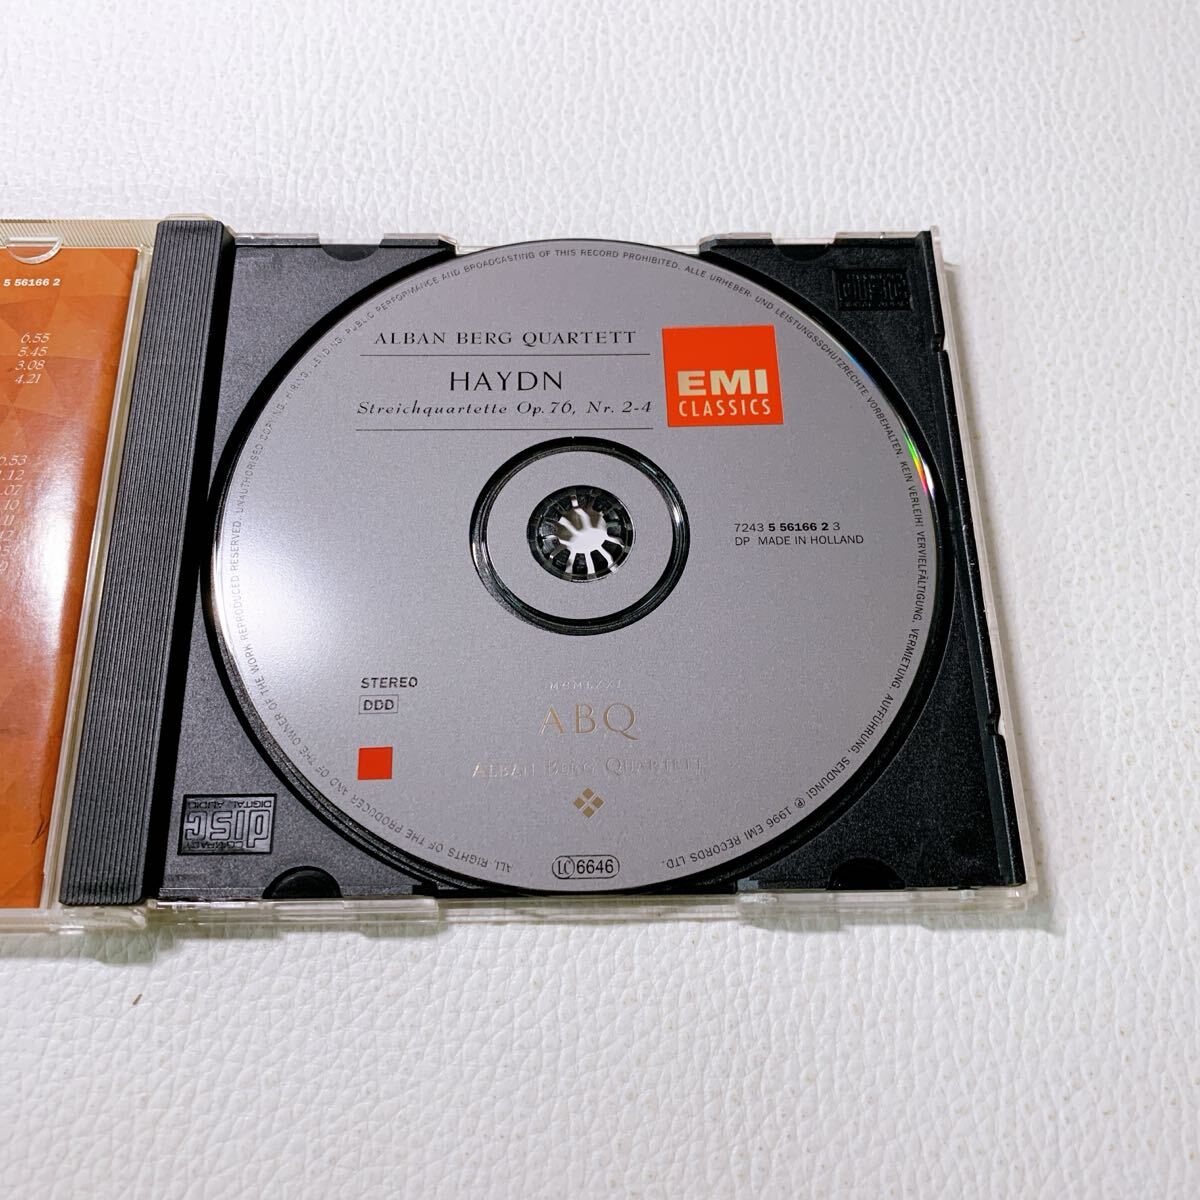 5 56166 2
6.55
5.45
3.08
4.21
6.53
ALBAN BERG QUARTETT
HAYDN
Streichquartette Op. 76, Nr. 2-4
EMI
CLASSICS
7243 5 56166 2 3
DP MADE IN HOLLAND
STEREO
DDD
ABQ
ALBAN BERG QUARTETT
LC 6646
ALL RIGHTS OF THE PRODUCER AND OF THE OWNER OF THE WORK REPRODUCED RESERVED. UNAUTHORISED COPYING, HIRING, LENDING, PUBLIC PERFORMANCE AND BROADCASTING OF THIS RECORD PROHIBITED. ALLE URHEBER- UND LEISTUNGSSCHUTZRECHTE VORBEHALTEN. KEIN VERLEIH! VERVIELFÄLTIGUNG, VERMIETUNG, AUFFÜHRUNG, SENDUNG! ℗ 1996 EMI RECORDS LTD.
COMPACT
disc
DIGITAL AUDIO